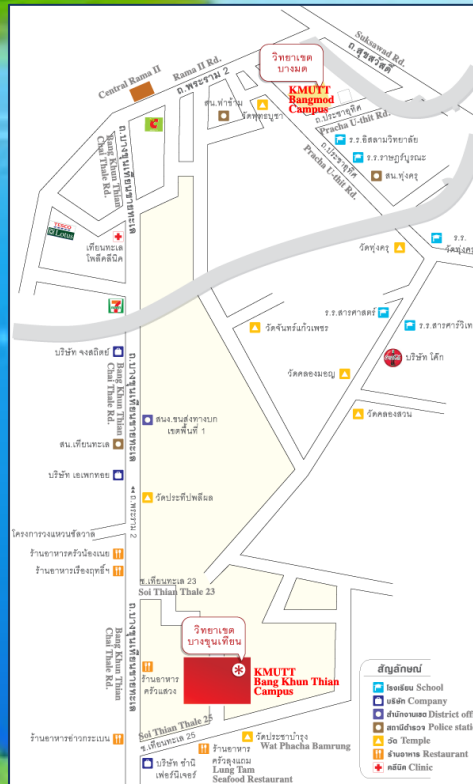 Central Rama II
Rama II Rd.
ถ.พระราม 2
วิทยาเขต
บางมด
KMUTT
Bangmod
Campus
Suksawad Rd.
ถ.สุขสวัสดิ์
สน.ท่าข้าม
วัดพุทธบูชา
ถ.ประชาอุทิศ
Pracha U-thit Rd.
ร.ร.อิสลามวิทยาลัย
ร.ร.ราษฎร์บูรณะ
สน.ทุ่งครุ
ถ.ประชาอุทิศ
Pracha U-thit Rd.
ถ.บางขุนเทียนชายทะเล
Bang Khun Thian
Chai Thale Rd.
TESCO
Lotus
เทียนทะเล
โพลีคลีนิค
วัดทุ่งครุ
ร.ร.
วัดทุ่งครุ
7
ร.ร.สารศาสตร์
วัดจันทร์แก้วเพชร
บริษัท จงสถิตย์
บริษัท โค้ก
วัดคลองมอญ
วัดคลองสวน
ถ.บางขุนเทียนชายทะเล
Bang Khun Thian
Chai Thale Rd.
สนง.ขนส่งทางบก
เขตพื้นที่ 1
สน.เทียนทะเล
บริษัท เอเพกทอย
ถ.พระราม 2
วัดประทีปพลีผล
โครงการวงแหวนชัลวาล
ร้านอาหารครัวน้องเนย
ร้านอาหารเรืองฤทธิ์ฯ
ซ.เทียนทะเล 23
Soi Thian Thale 23
ถ.บางขุนเทียนชายทะเล
Bang Khun Thian
Chai Thale Rd.
วิทยาเขต
บางขุนเทียน
KMUTT
Bang Khun Thian
Campus
ร้านอาหาร
ครัวแสวง
Soi Thian Thale 25
ซ.เทียนทะเล 25
วัดประชาบำรุง
Wat Phacha Bamrung
ร้านอาหารอ่าวกระเบน
บริษัท ชำนิ
เฟอร์นิเจอร์
ร้านอาหาร
ครัวลุงแถม
Lung Tam
Seafood Restaurant
สัญลักษณ์
โรงเรียน School
บริษัท Company
สำนักงานเขต District off
สถานีตำรวจ Police stati
วัด Temple
ร้านอาหาร Restaurant
คลีนิค Clinic